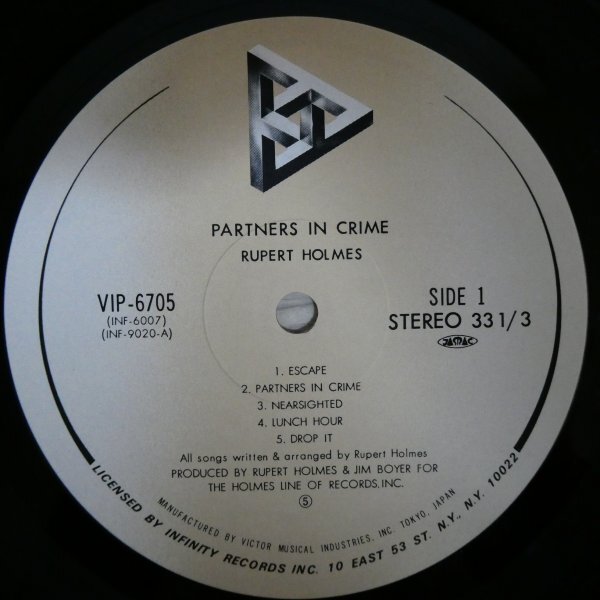 PARTNERS IN CRIME
RUPERT HOLMES
VIP-6705
(INF-6007)
(INF-9020-A)
SIDE 1
STEREO 33 1/3
JASRAC
1. ESCAPE
2. PARTNERS IN CRIME
3. NEARSIGHTED
4. LUNCH HOUR
5. DROP IT
All songs written & arranged by Rupert Holmes
PRODUCED BY RUPERT HOLMES & JIM BOYER FOR
THE HOLMES LINE OF RECORDS,INC.
⑤
MANUFACTURED BY VICTOR MUSICAL INDUSTRIES, INC. TOKYO, JAPAN
LICENSED BY INFINITY RECORDS INC. 10 EAST 53 ST. N.Y., N.Y. 10022